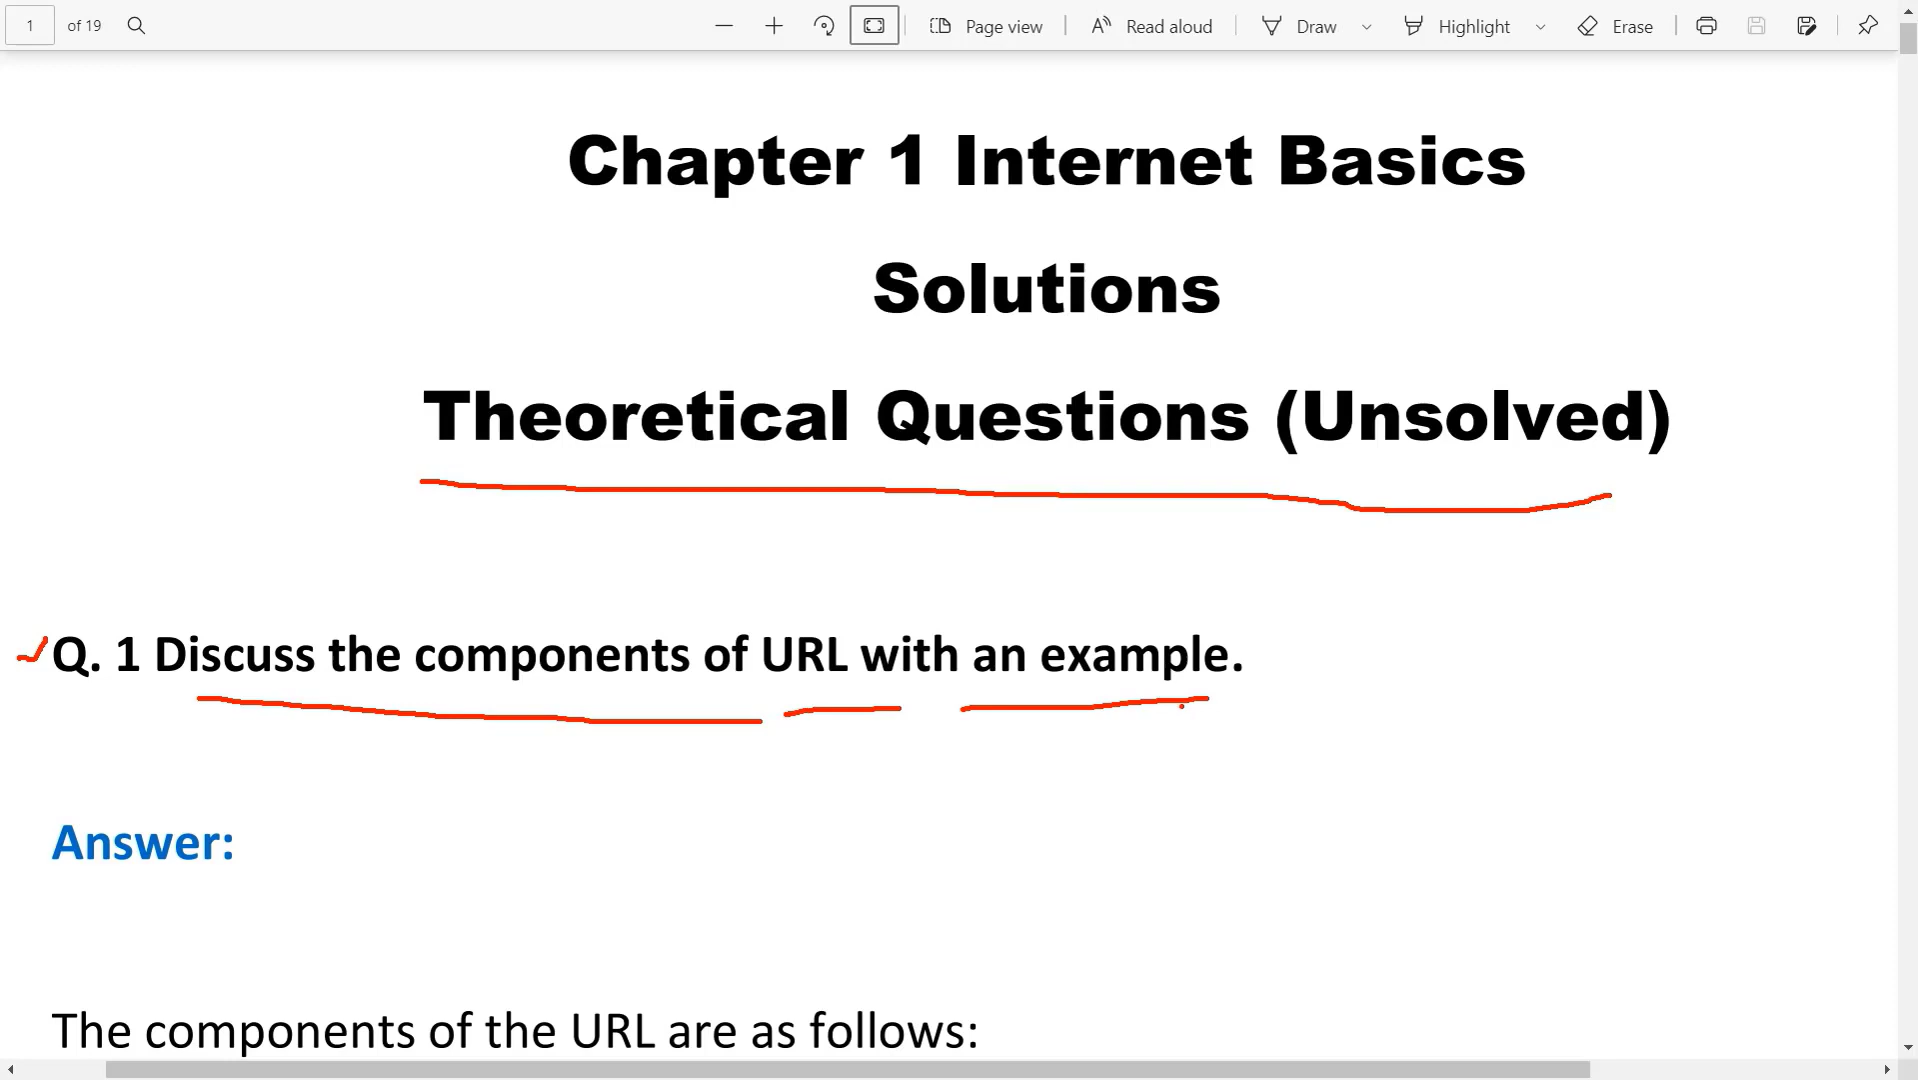 1 of 19 Page view Read aloud Draw Highlight Erase
Chapter 1 Internet Basics
Solutions
Theoretical Questions (Unsolved)
Q. 1 Discuss the components of URL with an example.
Answer:
The components of the URL are as follows: